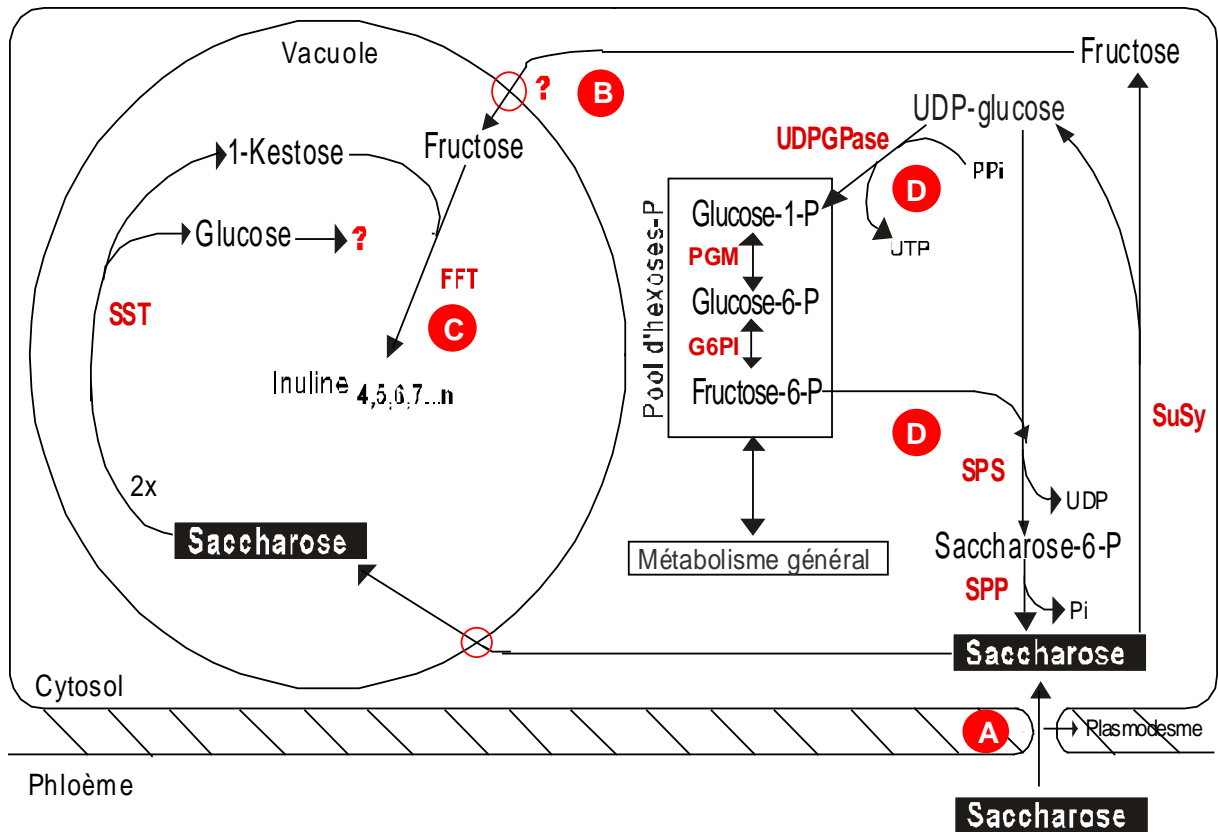 Vacuole
Fructose
?
B
UDP-glucose
1-Kestose
Fructose
UDPGPase
PPi
D
Glucose
?
Glucose-1-P
UTP
PGM
SST
FFT
C
Glucose-6-P
G6PI
Pool d'hexoses-P
Inuline 4,5,6,7...n
Fructose-6-P
SuSy
D
SPS
2x
UDP
Saccharose
Saccharose-6-P
Métabolisme général
SPP
Pi
Saccharose
Cytosol
A
Plasmodesme
Phloème
Saccharose